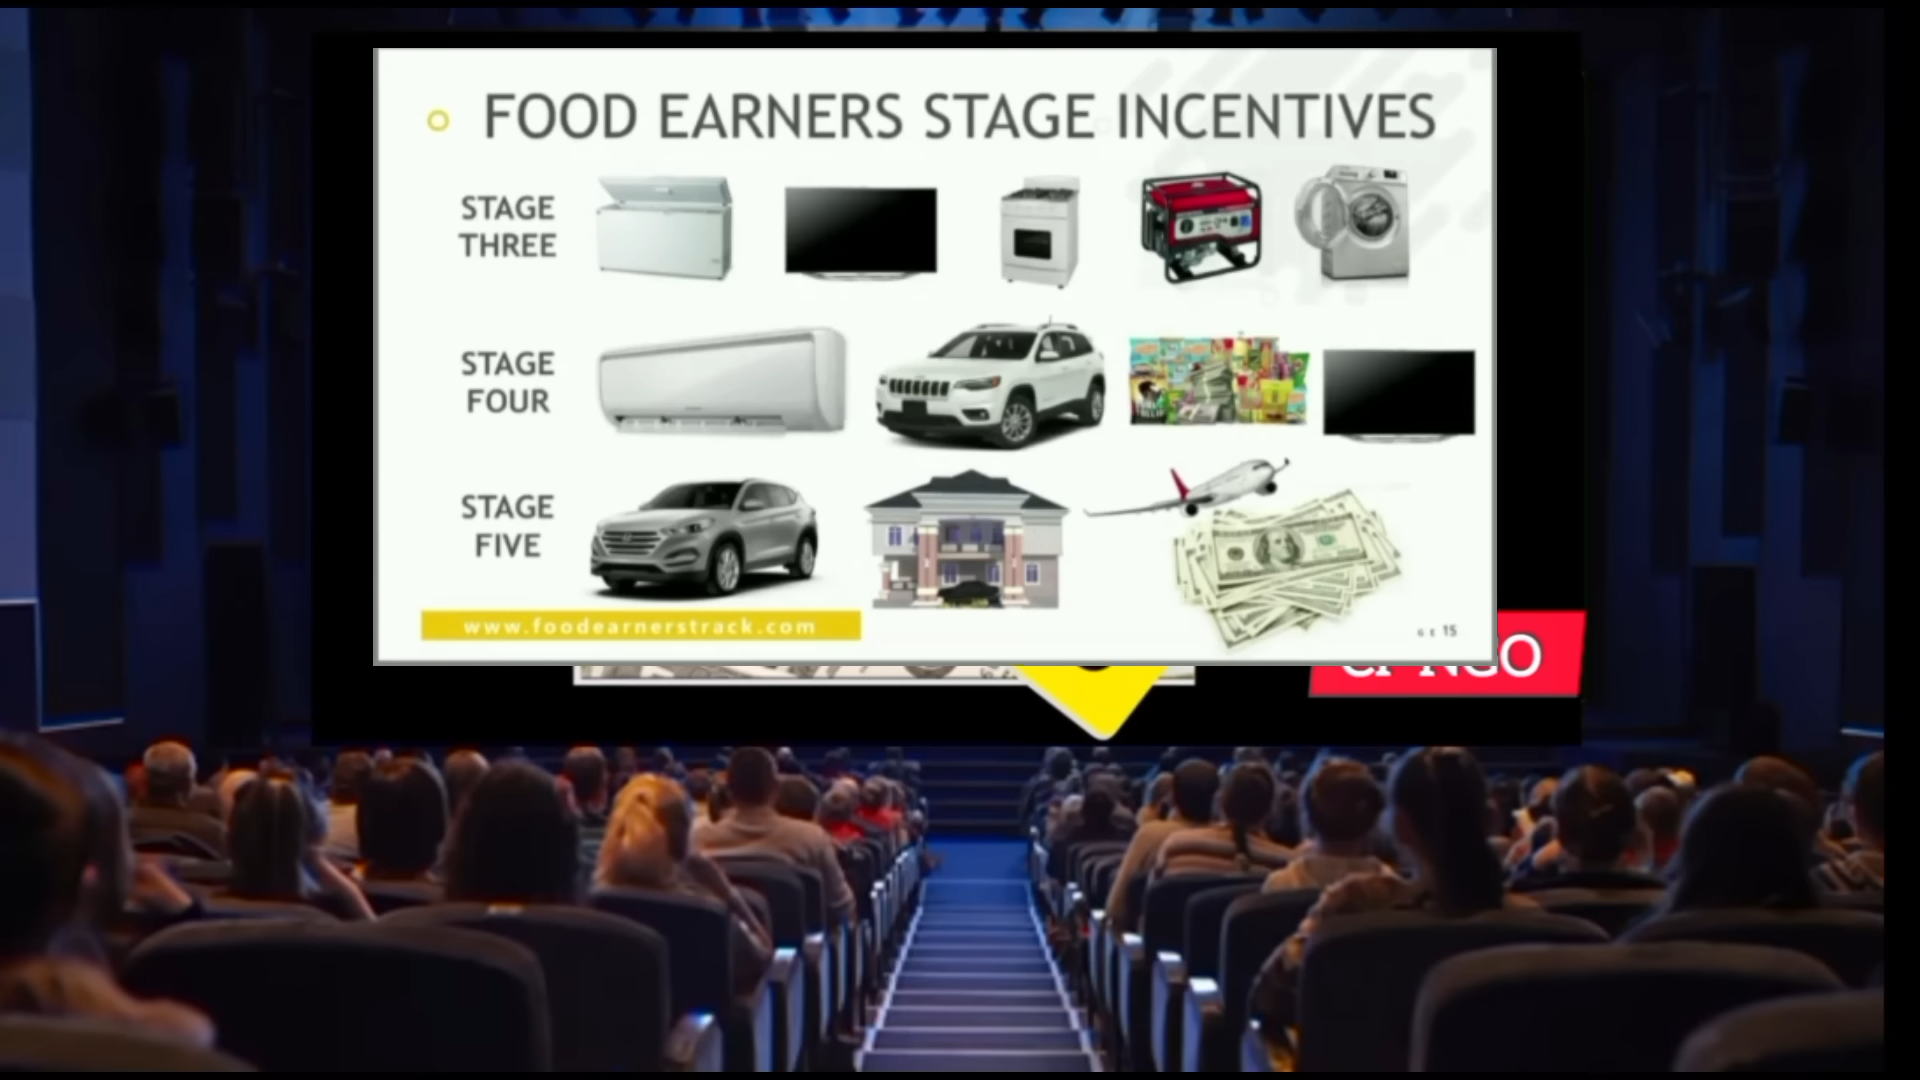 FOOD EARNERS STAGE INCENTIVES
STAGE
THREE
STAGE
FOUR
STAGE
FIVE
www.foodearnerstrack.com
15